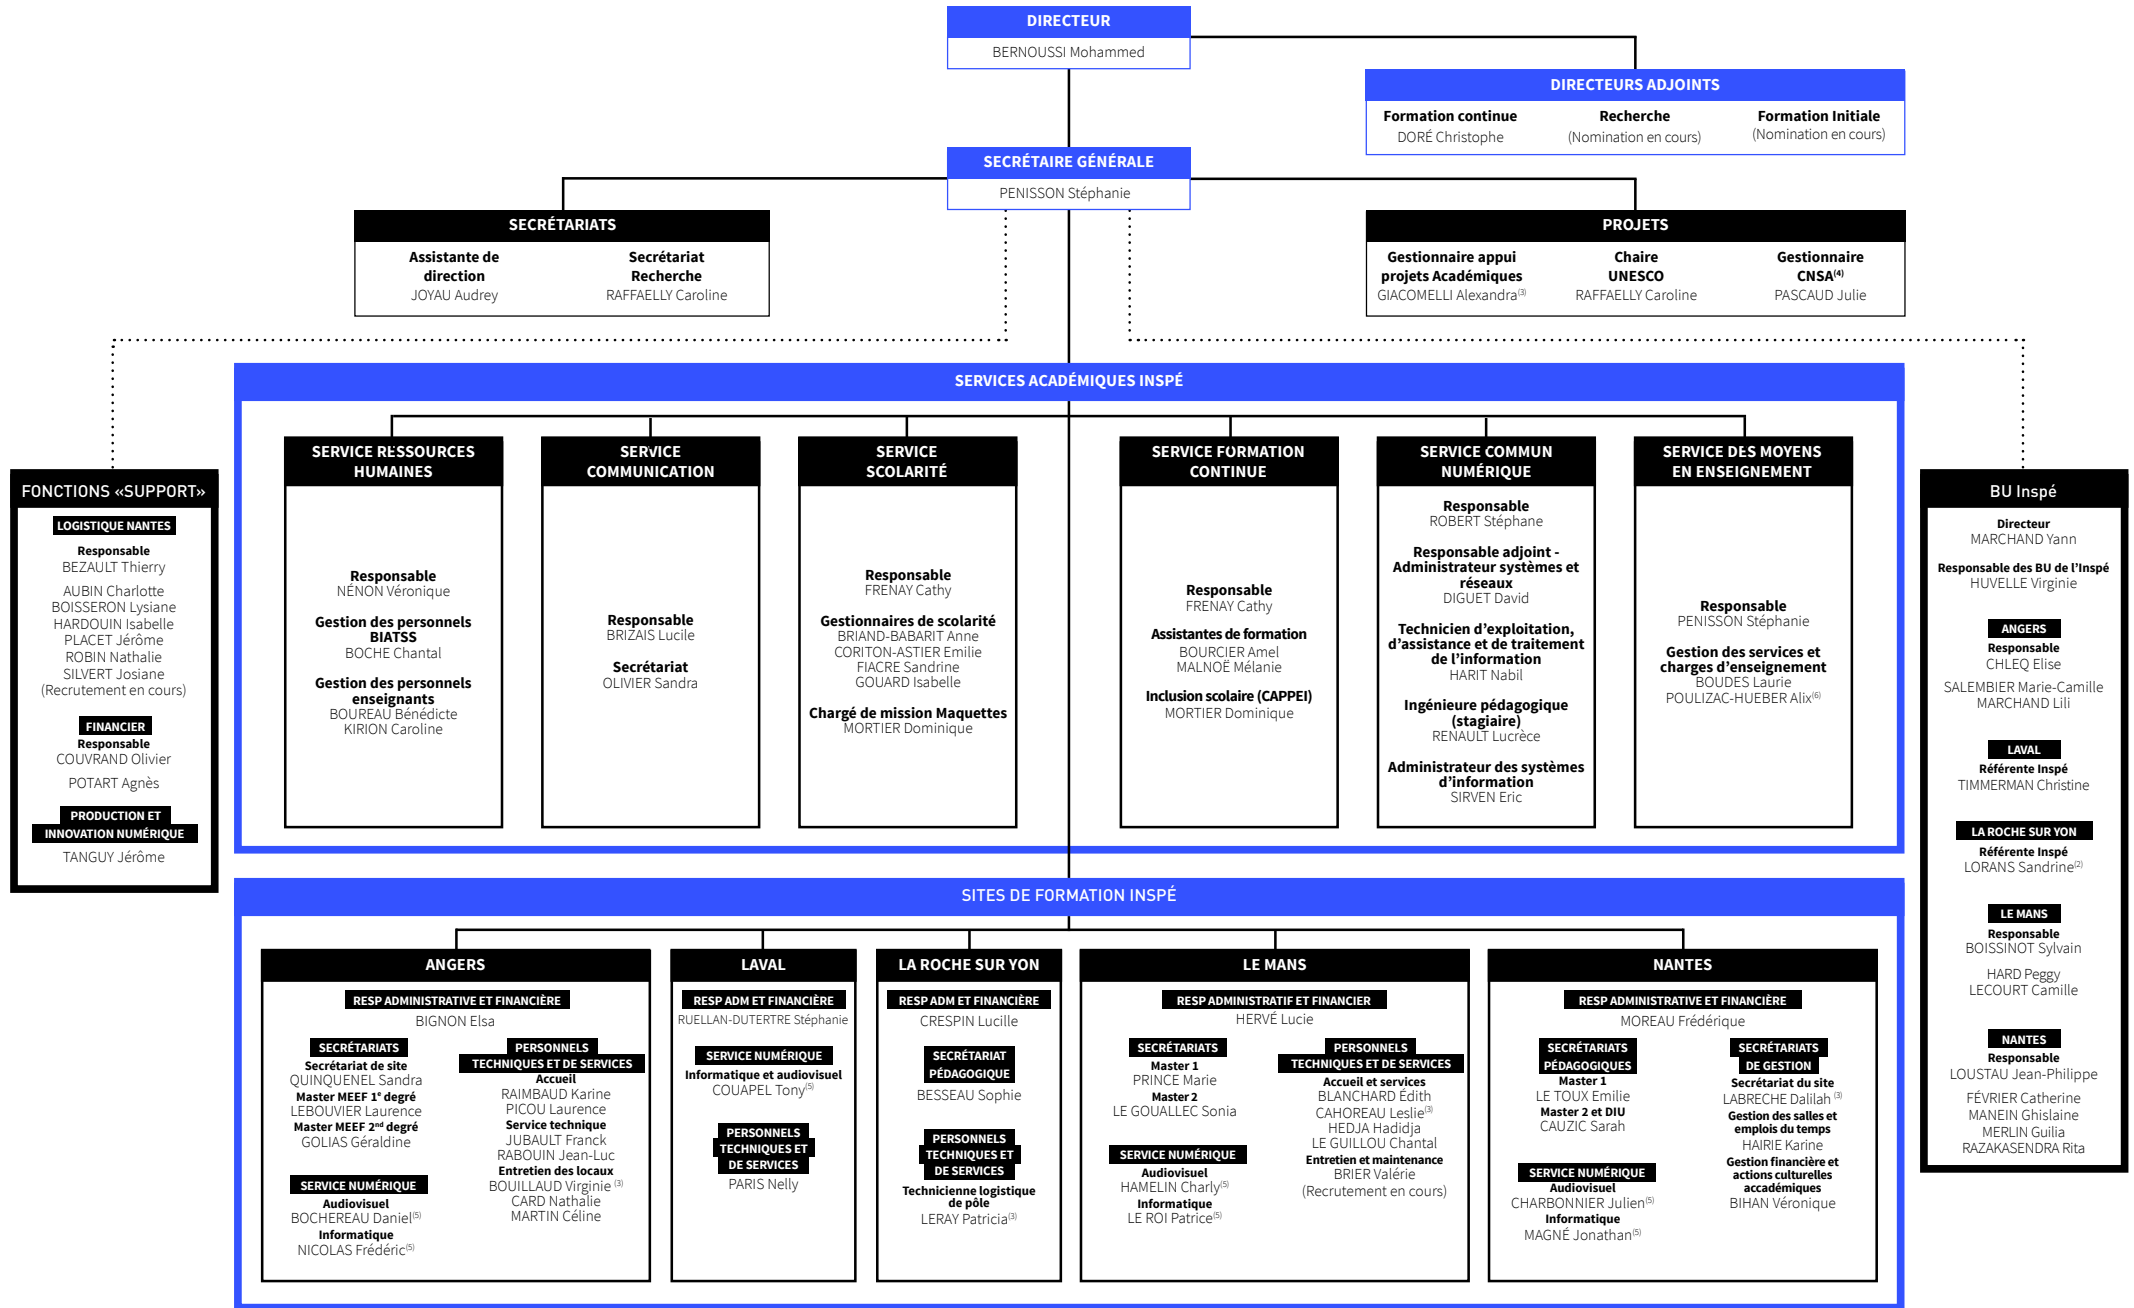 DIRECTEUR
BERNOUSSI Mohammed
DIRECTEURS ADJOINTS
Formation continue
DORÉ Christophe
Recherche
(Nomination en cours)
Formation Initiale
(Nomination en cours)
SECRÉTAIRE GÉNÉRALE
PENISSON Stéphanie
SECRÉTARIATS
Assistante de
direction
JOYAU Audrey
Secrétariat
Recherche
RAFFAELLY Caroline
PROJETS
Gestionnaire appui
projets Académiques
GIACOMELLI Alexandra(3)
Chaire
UNESCO
RAFFAELLY Caroline
Gestionnaire
CNSA(4)
PASCAUD Julie
FONCTIONS «SUPPORT»
LOGISTIQUE NANTES
Responsable
BEZAULT Thierry
AUBIN Charlotte
BOISSERON Lysiane
HARDOUIN Isabelle
PLACET Jérôme
ROBIN Nathalie
SILVERT Josiane
(Recrutement en cours)
FINANCIER
Responsable
COUVRAND Olivier
POTART Agnès
PRODUCTION ET
INNOVATION NUMÉRIQUE
TANGUY Jérôme
SERVICES ACADÉMIQUES INSPÉ
SERVICE RESSOURCES
HUMAINES
Responsable
NÉNON Véronique
Gestion des personnels
BIATSS
BOCHE Chantal
Gestion des personnels
enseignants
BOUREAU Bénédicte
KIRION Caroline
SERVICE
COMMUNICATION
Responsable
BRIZAIS Lucile
Secrétariat
OLIVIER Sandra
SERVICE
SCOLARITÉ
Responsable
FRENAY Cathy
Gestionnaires de scolarité
BRIAND-BABARIT Anne
CORITON-ASTIER Emilie
FIACRE Sandrine
GOUARD Isabelle
Chargé de mission Maquettes
MORTIER Dominique
SERVICE FORMATION
CONTINUE
Responsable
FRENAY Cathy
Assistantes de formation
BOURCIER Amel
MALNOË Mélanie
Inclusion scolaire (CAPPEI)
MORTIER Dominique
SERVICE COMMUN
NUMÉRIQUE
Responsable
ROBERT Stéphane
Responsable adjoint -
Administrateur systèmes et
réseaux
DIGUET David
Technicien d'exploitation,
d'assistance et de traitement
de l'information
HARIT Nabil
Ingénieure pédagogique
(stagiaire)
RENAULT Lucrèce
Administrateur des systèmes
d'information
SIRVEN Eric
SERVICE DES MOYENS
EN ENSEIGNEMENT
Responsable
PENISSON Stéphanie
Gestion des services et
charges d'enseignement
BOUDES Laurie
POULIZAC-HUEBER Alix(6)
BU Inspé
Directeur
MARCHAND Yann
Responsable des BU de l'Inspé
HUVELLE Virginie
ANGERS
Responsable
CHLEQ Elise
SALEMBIER Marie-Camille
MARCHAND Lili
LAVAL
Référente Inspé
TIMMERMAN Christine
LA ROCHE SUR YON
Référente Inspé
LORANS Sandrine(2)
LE MANS
Responsable
BOISSINOT Sylvain
HARD Peggy
LECOURT Camille
NANTES
Responsable
LOUSTAU Jean-Philippe
FÉVRIER Catherine
MANEIN Ghislaine
MERLIN Guilia
RAZAKASENDRA Rita
SITES DE FORMATION INSPÉ
ANGERS
RESP ADMINISTRATIVE ET FINANCIÈRE
BIGNON Elsa
SECRÉTARIATS
Secrétariat de site
QUINQUENEL Sandra
Master MEEF 1° degré
LEBOUVIER Laurence
Master MEEF 2nd degré
GOLIAS Géraldine
SERVICE NUMÉRIQUE
Audiovisuel
BOCHEREAU Daniel(5)
Informatique
NICOLAS Frédéric(5)
PERSONNELS
TECHNIQUES ET DE SERVICES
Accueil
RAIMBAUD Karine
PICOU Laurence
Service technique
JUBAULT Franck
RABOUIN Jean-Luc
Entretien des locaux
BOUILLAUD Virginie (3)
CARD Nathalie
MARTIN Céline
LAVAL
RESP ADM ET FINANCIÈRE
RUELLAN-DUTERTRE Stéphanie
SERVICE NUMÉRIQUE
Informatique et audiovisuel
COUAPEL Tony(5)
PERSONNELS
TECHNIQUES ET
DE SERVICES
PARIS Nelly
LA ROCHE SUR YON
RESP ADM ET FINANCIÈRE
CRESPIN Lucille
SECRÉTARIAT
PÉDAGOGIQUE
BESSEAU Sophie
PERSONNELS
TECHNIQUES ET
DE SERVICES
Technicienne logistique
de pôle
LERAY Patricia(3)
LE MANS
RESP ADMINISTRATIF ET FINANCIER
HERVÉ Lucie
SECRÉTARIATS
Master 1
PRINCE Marie
Master 2
LE GOUALLEC Sonia
SERVICE NUMÉRIQUE
Audiovisuel
HAMELIN Charly(5)
Informatique
LE ROI Patrice(5)
PERSONNELS
TECHNIQUES ET DE SERVICES
Accueil et services
BLANCHARD Édith
CAHOREAU Leslie(3)
HEDJA Hadidja
LE GUILLOU Chantal
Entretien et maintenance
BRIER Valérie
(Recrutement en cours)
NANTES
RESP ADMINISTRATIVE ET FINANCIÈRE
MOREAU Frédérique
SECRÉTARIATS
PÉDAGOGIQUES
Master 1
LE TOUX Emilie
Master 2 et DIU
CAUZIC Sarah
SERVICE NUMÉRIQUE
Audiovisuel
CHARBONNIER Julien(5)
Informatique
MAGNÉ Jonathan(5)
SECRÉTARIATS
DE GESTION
Secrétariat du site
LABRECHE Dalilah (3)
Gestion des salles et
emplois du temps
HAIRIE Karine
Gestion financière et
actions culturelles
accadémiques
BIHAN Véronique